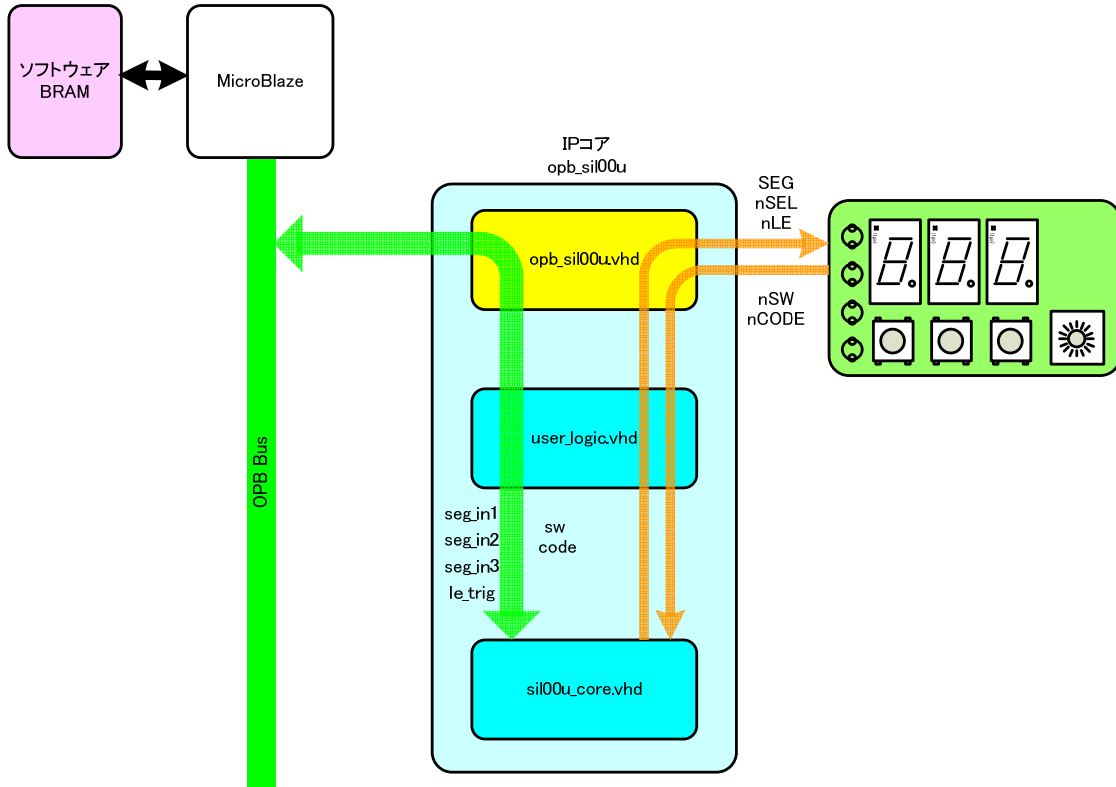 ソフトウェア
BRAM
MicroBlaze
IPコア
opb_sil00u
SEG
nSEL
nLE
opb_sil00u.vhd
nSW
nCODE
user_logic.vhd
OPB Bus
seg_in1
seg_in2
seg_in3
le_trig
sw
code
sil00u_core.vhd